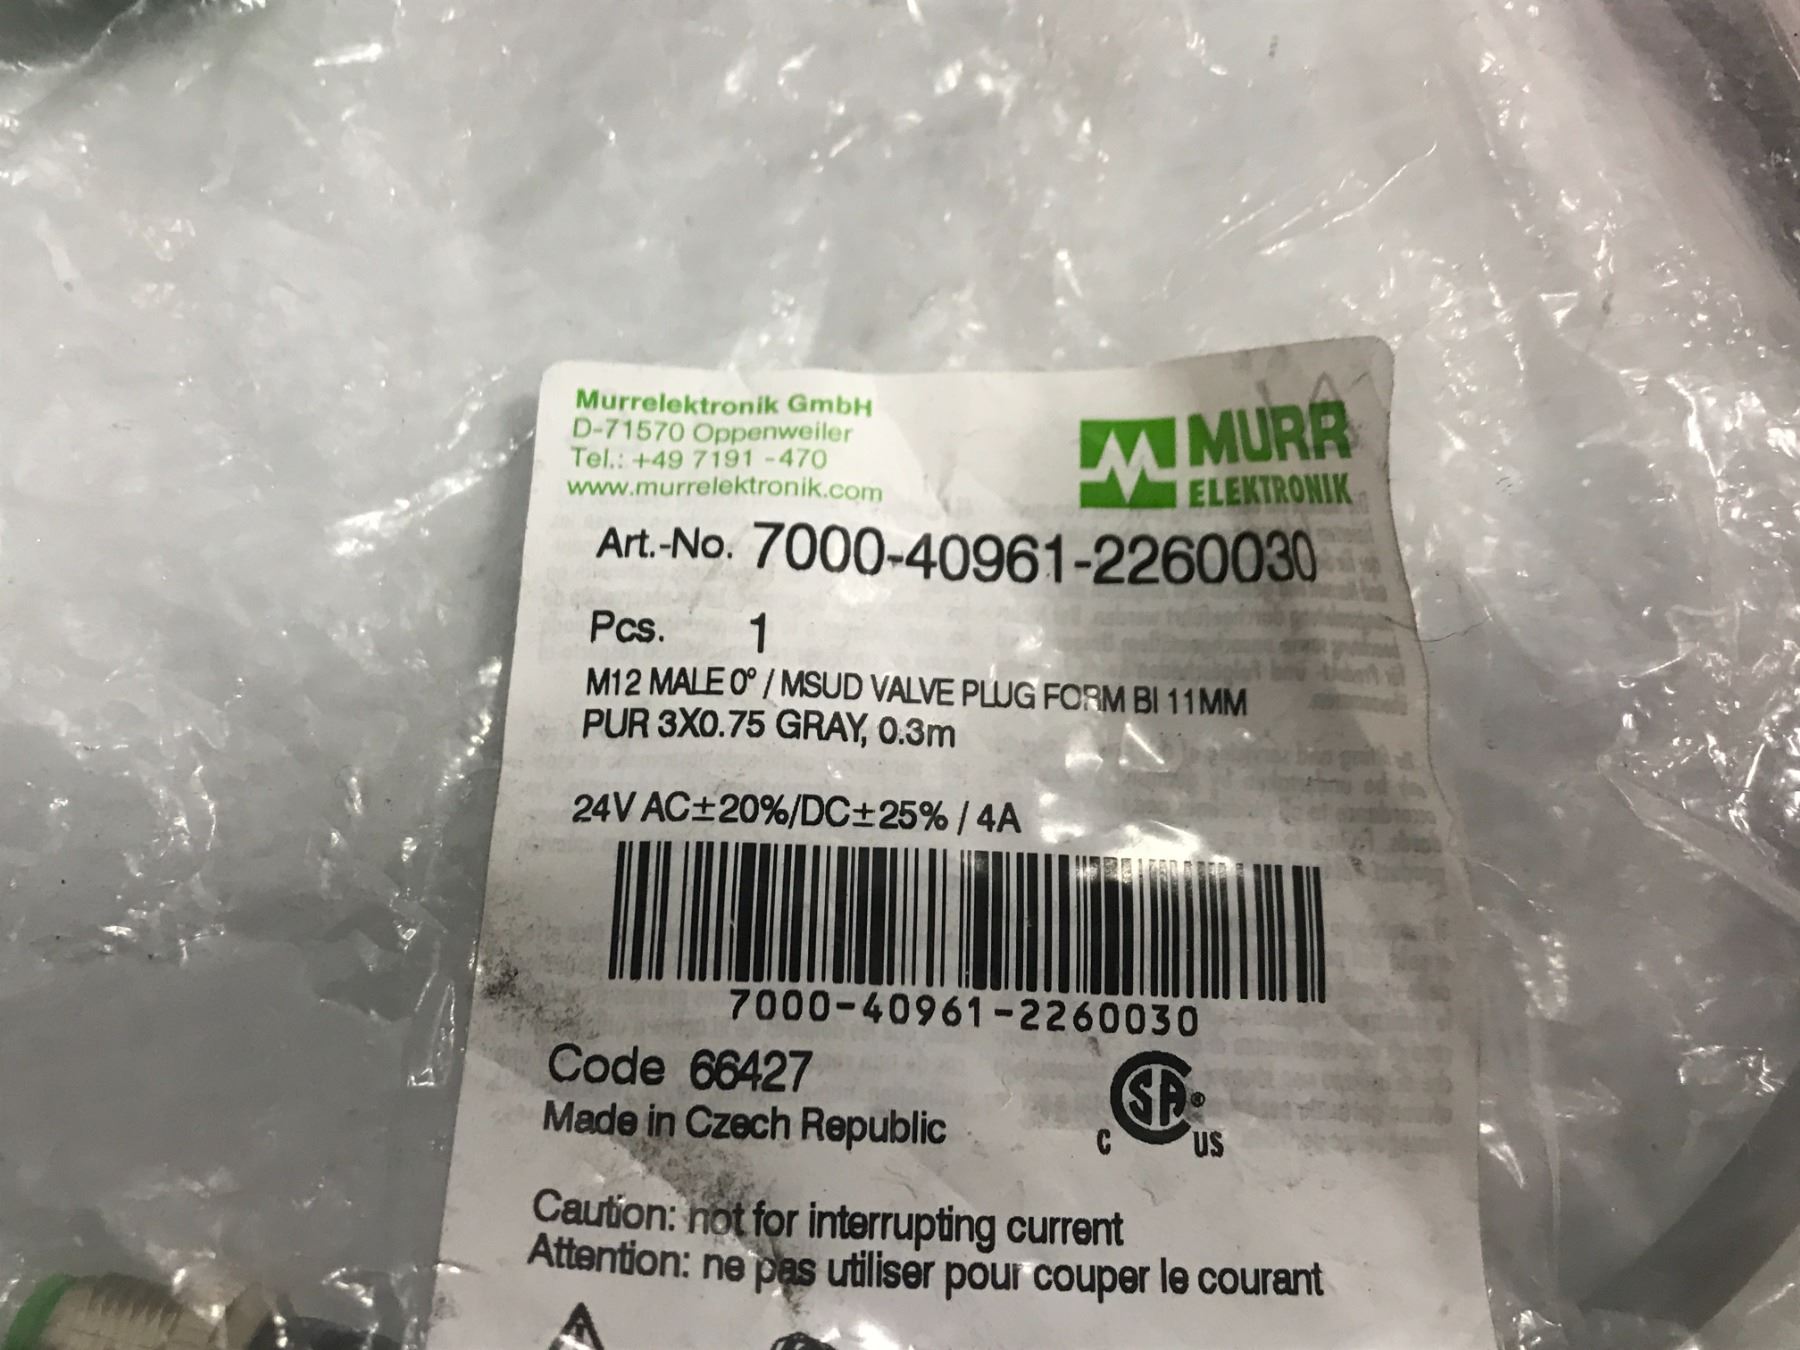 Murrelektronik GmbH
D-71570 Oppenweiler
Tel.: +49 7191 -470
www.murrelektronik.com
MURR
ELEKTRONIK
Art.-No. 7000-40961-2260030
Pcs. 1
M12 MALE 0° / MSUD VALVE PLUG FORM BI 11MM
PUR 3X0.75 GRAY, 0.3m
24V AC±20%/DC±25% / 4A
7000-40961-2260030
Code 66427
Made in Czech Republic
C SA® US
Caution: not for interrupting current
Attention: ne pas utiliser pour couper le courant